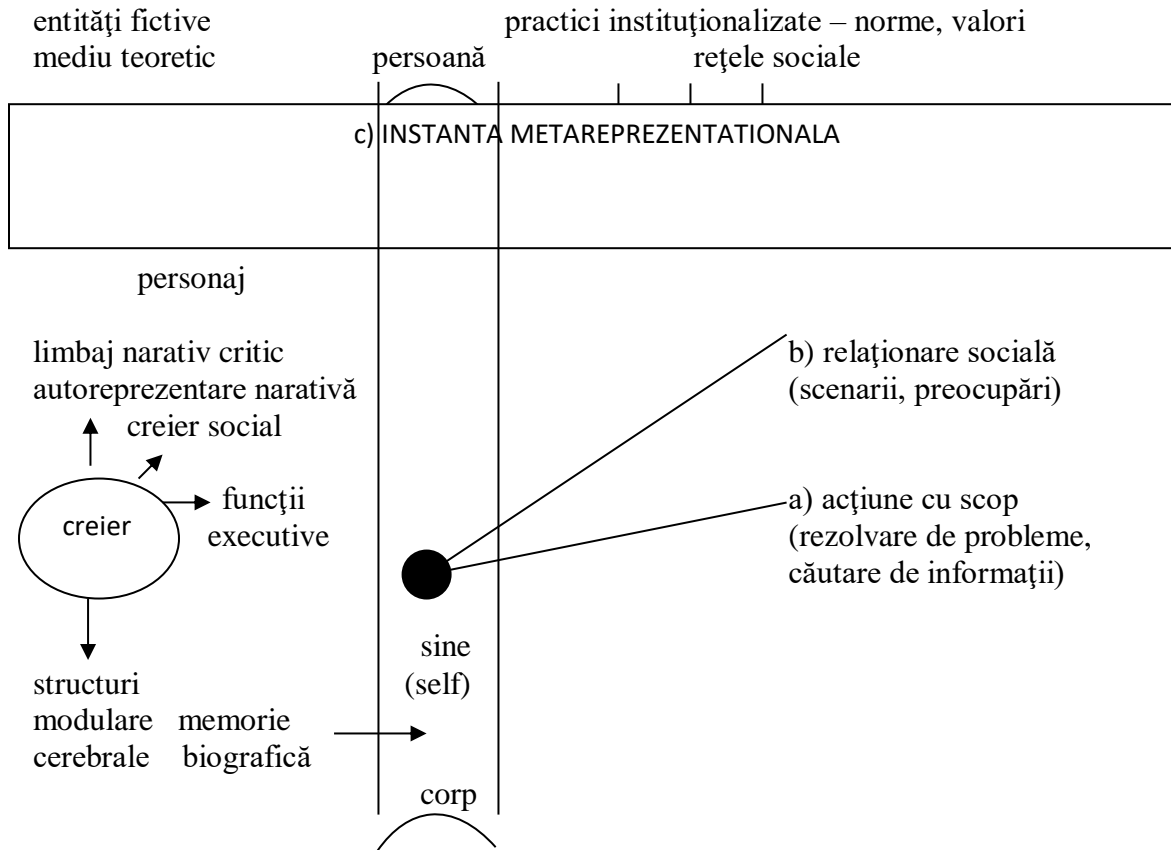 entităţi fictive
mediu teoretic
persoană
practici instituţionalizate – norme, valori
reţele sociale
c) INSTANTA METAREPREZENTATIONALA
personaj
limbaj narativ critic
autoreprezentare narativă
creier social
creier
funcţii
executive
b) relaţionare socială
(scenarii, preocupări)
a) acţiune cu scop
(rezolvare de probleme,
căutare de informaţii)
sine
(self)
structuri
modulare memorie
cerebrale biografică
corp